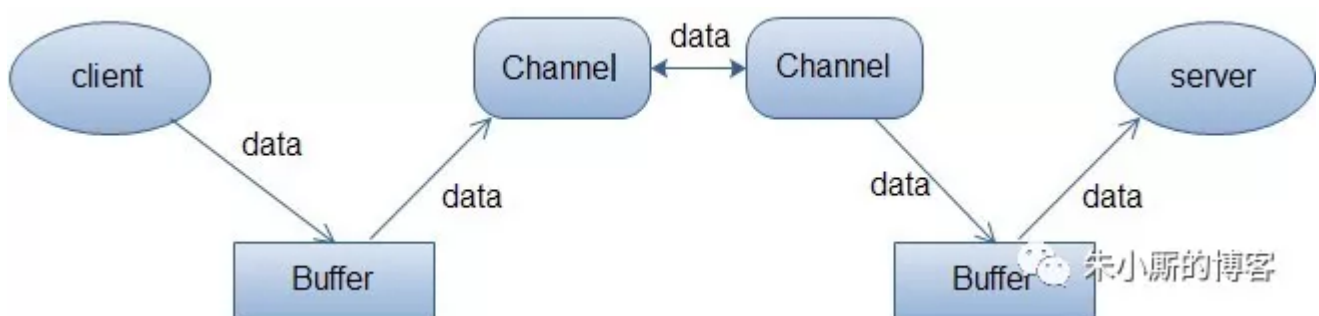 data
client
Channel
Channel
server
data
data
data
data
Buffer
Buffer
朱小厮的博客